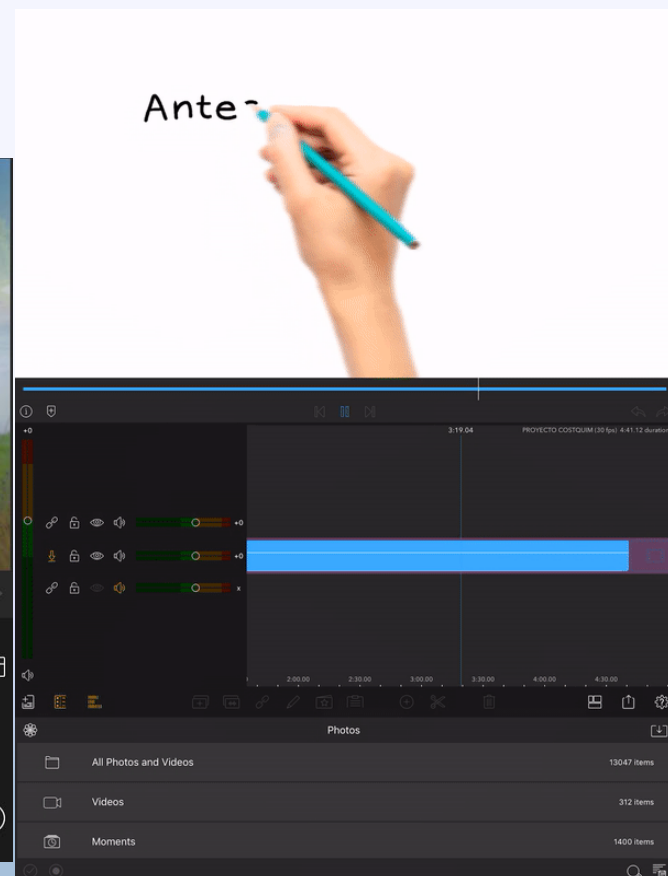 Ante
+0
3:19.04
PROYECTO COSTQUIM (30 fps) 4:41.12 duration
+0
+0
x
2:00.00 2:30.00 3:00.00 3:30.00 4:00.00 4:30.00
Photos
All Photos and Videos 13047 items
Videos 312 items
Moments 1400 items